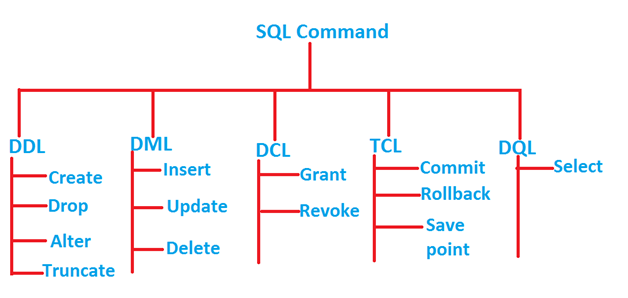 SQL Command
DDL
Create
Drop
Alter
Truncate
DML
Insert
Update
Delete
DCL
Grant
Revoke
TCL
Commit
Rollback
Save
point
DQL
Select